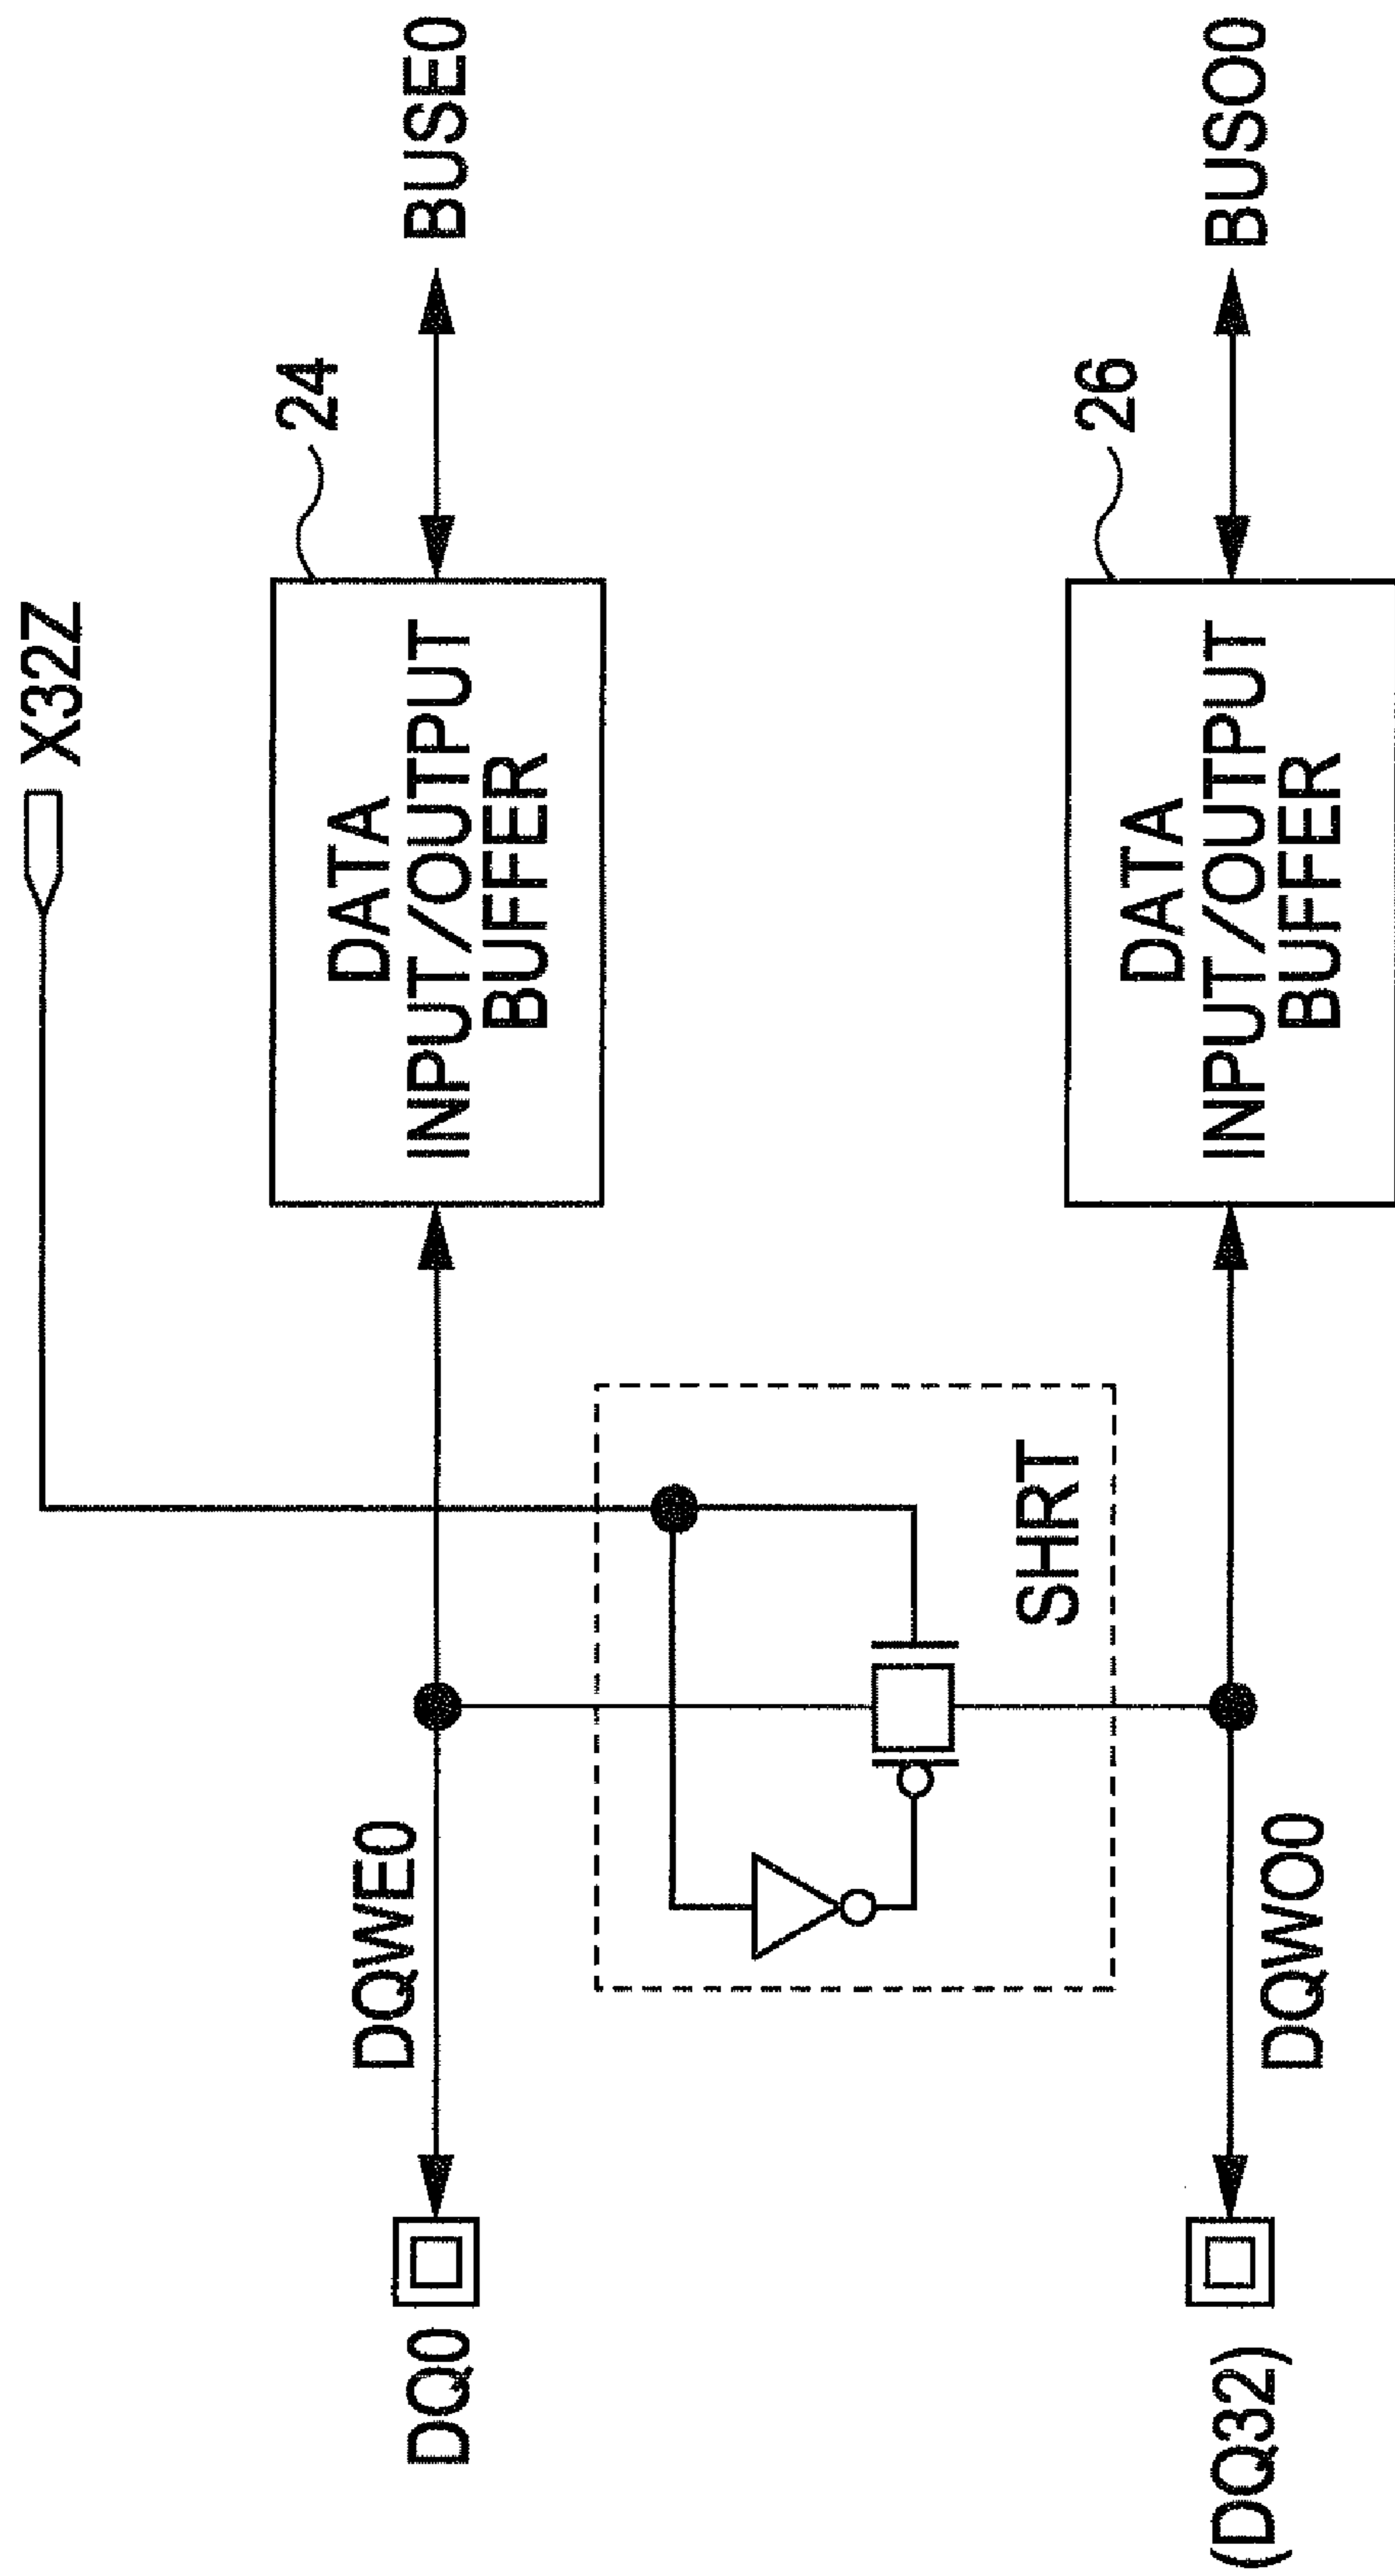 X32Z
DQ0
DQWE0
DATA
INPUT/OUTPUT
BUFFER
24
BUSE0
SHRT
(DQ32)
DQWO0
DATA
INPUT/OUTPUT
BUFFER
26
BUSO0